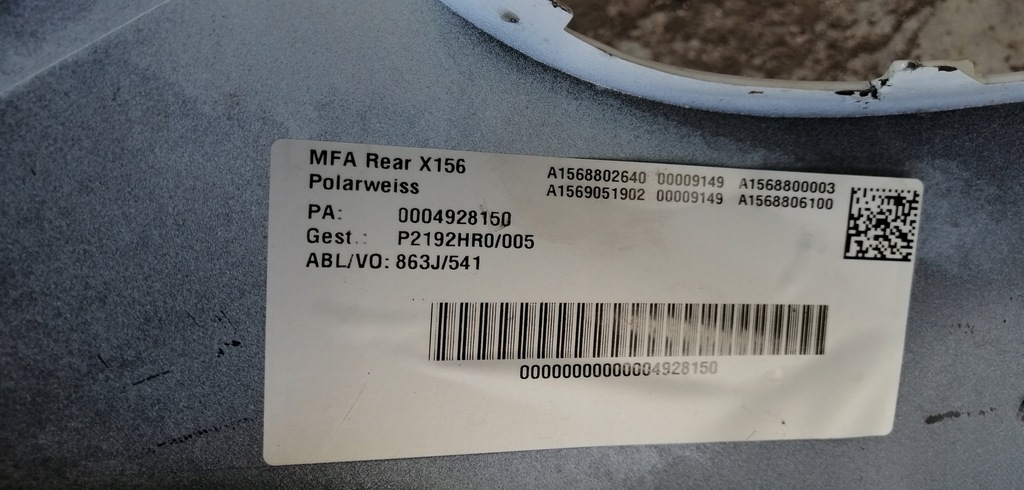 MFA Rear X156
Polarweiss
A1568802640 00009149 A1568800003
A1569051902 00009149 A1568806100
PA: 0004928150
Gest.: P2192HR0/005
ABL/VO: 863J/541
00000000000004928150